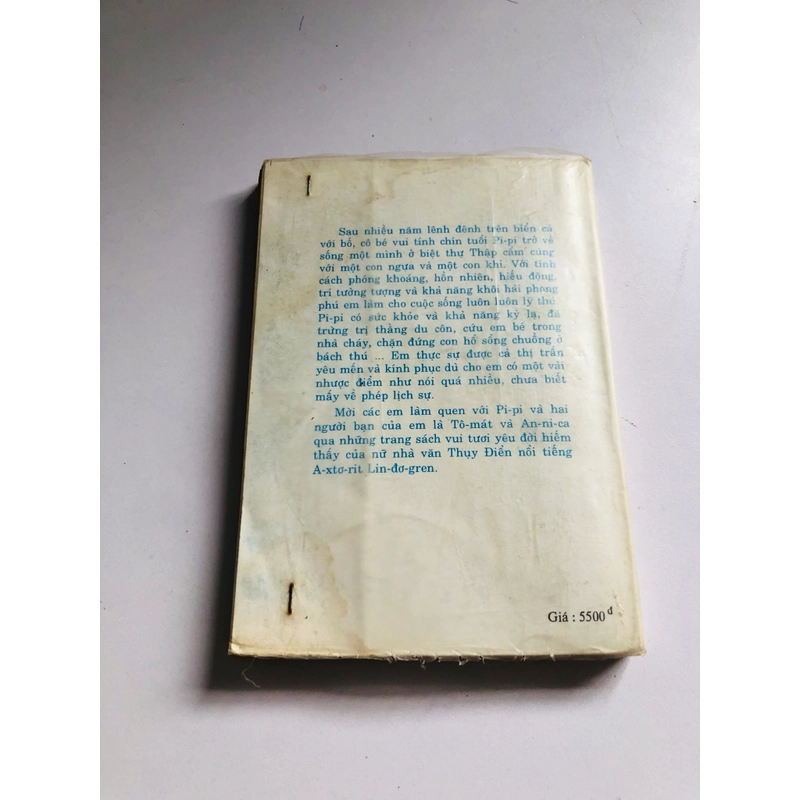 Sau nhiều năm lênh đênh trên biển cả
với bố, cô bé vui tính chín tuổi Pi-pi trở về
sống một mình ở biệt thự Thập cẩm cùng
với một con ngựa và một con khỉ. Với tính
cách phóng khoáng, hồn nhiên, hiếu động,
trí tưởng tượng và khả năng khôi hài phong
phú em làm cho cuộc sống luôn luôn lý thú.
Pi-pi có sức khỏe và khả năng kỳ lạ, đã
trừng trị thằng du côn, cứu em bé trong
nhà cháy, chặn đứng con hổ sổng chuồng ở
bách thú ... Em thực sự được cả thị trấn
yêu mến và kính phục dù cho em có một vài
nhược điểm như nói quá nhiều, chưa biết
mấy về phép lịch sự.
Mời các em làm quen với Pi-pi và hai
người bạn của em là Tô-mát và An-ni-ca
qua những trang sách vui tươi yêu đời hiếm
thấy của nữ nhà văn Thụy Điển nổi tiếng
A-xtơ-rit Lin-đơ-gren.
Giá : 5500đ